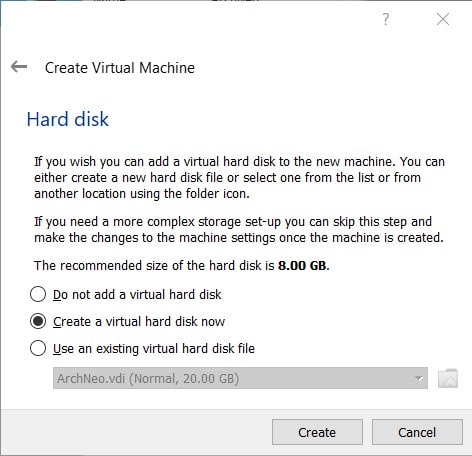 ?
Create Virtual Machine
Hard disk
If you wish you can add a virtual hard disk to the new machine. You can
either create a new hard disk file or select one from the list or from
another location using the folder icon.
If you need a more complex storage set-up you can skip this step and
make the changes to the machine settings once the machine is created.
The recommended size of the hard disk is 8.00 GB.
Do not add a virtual hard disk
Create a virtual hard disk now
Use an existing virtual hard disk file
ArchNeo.vdi (Normal, 20.00 GB)
Create Cancel